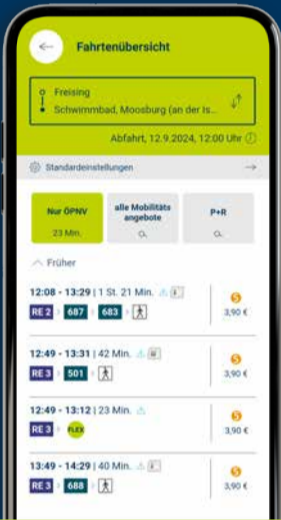 Fahrtenübersicht
Freising
Schwimmbad, Moosburg (an der Is...
Abfahrt, 12.9.2024, 12:00 Uhr
Standardeinstellungen
Nur ÖPNV
23 Min.
alle Mobilitäts
angebote
P+R
Früher
12:08 - 13:29 | 1 St. 21 Min.
3,90 €
RE 2 687 683
12:49 - 13:31 | 42 Min.
3,90 €
RE 3 501
12:49 - 13:12 | 23 Min.
3,90 €
RE 3 FLEX
13:49 - 14:29 | 40 Min.
3,90 €
RE 3 688